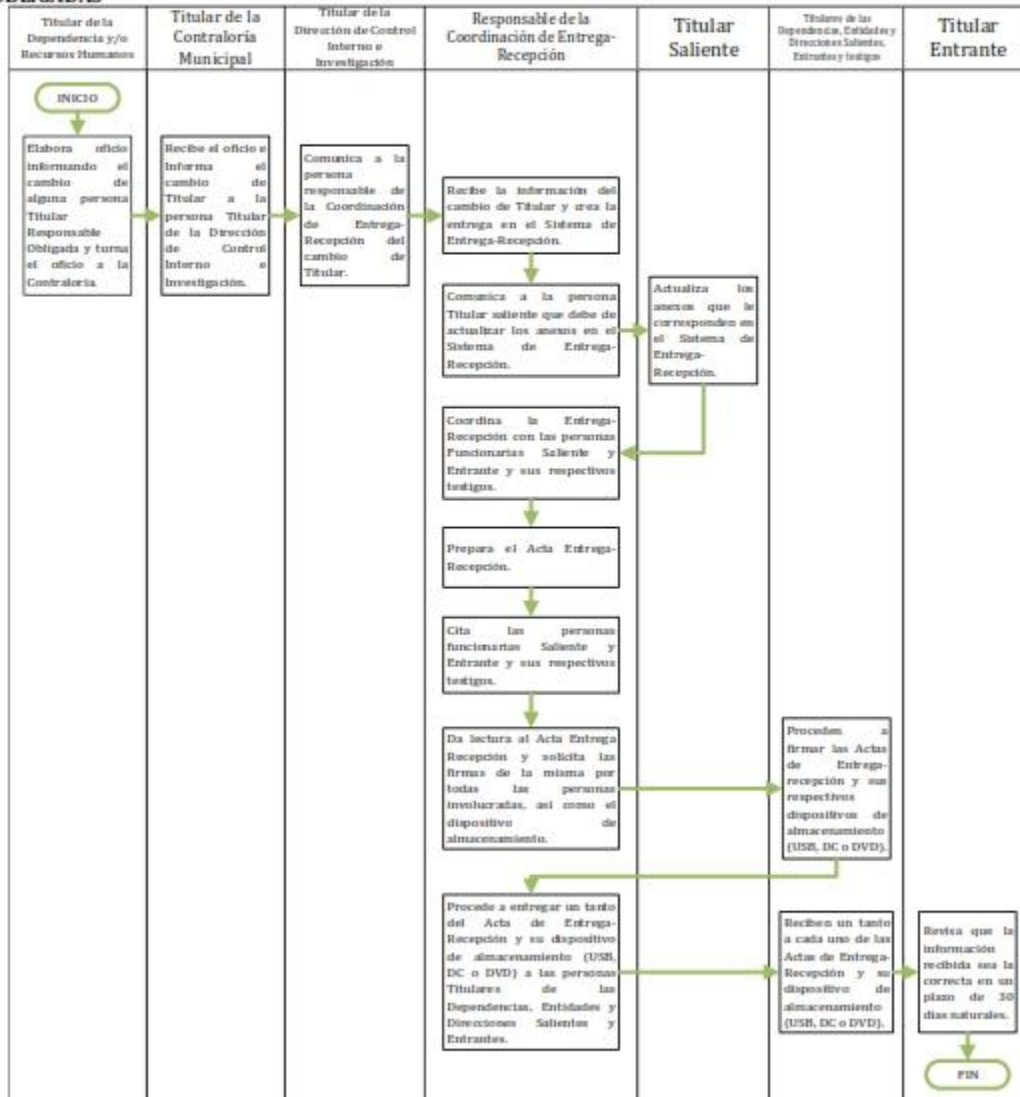 Titular de la
Dependencia y/o
Recursos Humanos
Titular de la
Contraloría
Municipal
Titular de la
Dirección de Control
Interno e
Investigación
Responsable de la
Coordinación de Entrega-
Recepción
Titular
Saliente
Titulares de las
Dependencias, Entidades y
Direcciones Salientes,
Entrantes y testigos
Titular
Entrante
INICIO
Elabora oficio
informando el
cambio de
alguna persona
Titular
Responsable
Obligada y turna
el oficio a la
Contraloría.
Recibe el oficio e
Informa el
cambio de
Titular a la
persona Titular
de la Dirección
de Control
Interno e
Investigación.
Comunica a la
persona
responsable de
la Coordinación
de Entrega-
Recepción del
cambio de
Titular.
Recibe la información del
cambio de Titular y crea la
entrega en el Sistema de
Entrega-Recepción.
Comunica a la persona
Titular saliente que debe de
actualizar los anexos en el
Sistema de Entrega-
Recepción.
Actualiza los
anexos que le
corresponden en
el Sistema de
Entrega-
Recepción.
Coordina la Entrega-
Recepción con las personas
Funcionarias Saliente y
Entrante y sus respectivos
testigos.
Prepara el Acta Entrega-
Recepción.
Cita las personas
funcionarias Saliente y
Entrante y sus respectivos
testigos.
Da lectura al Acta Entrega
Recepción y solicita las
firmas de la misma por
todas las personas
involucradas, así como el
dispositivo de
almacenamiento.
Proceden a
firmar las Actas
de Entrega-
recepción y sus
respectivos
dispositivos de
almacenamiento
(USB, DC o DVD).
Procede a entregar un tanto
del Acta de Entrega-
Recepción y su dispositivo
de almacenamiento (USB,
DC o DVD) a las personas
Titulares de las
Dependencias, Entidades y
Direcciones Salientes y
Entrantes.
Reciben un tanto
a cada uno de las
Actas de Entrega-
Recepción y su
dispositivo de
almacenamiento
(USB, DC o DVD).
Revisa que la
información
recibida sea la
correcta en un
plazo de 30
días naturales.
FIN